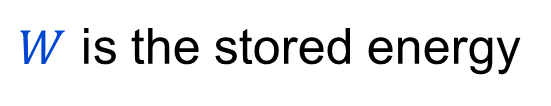 W is the stored energy